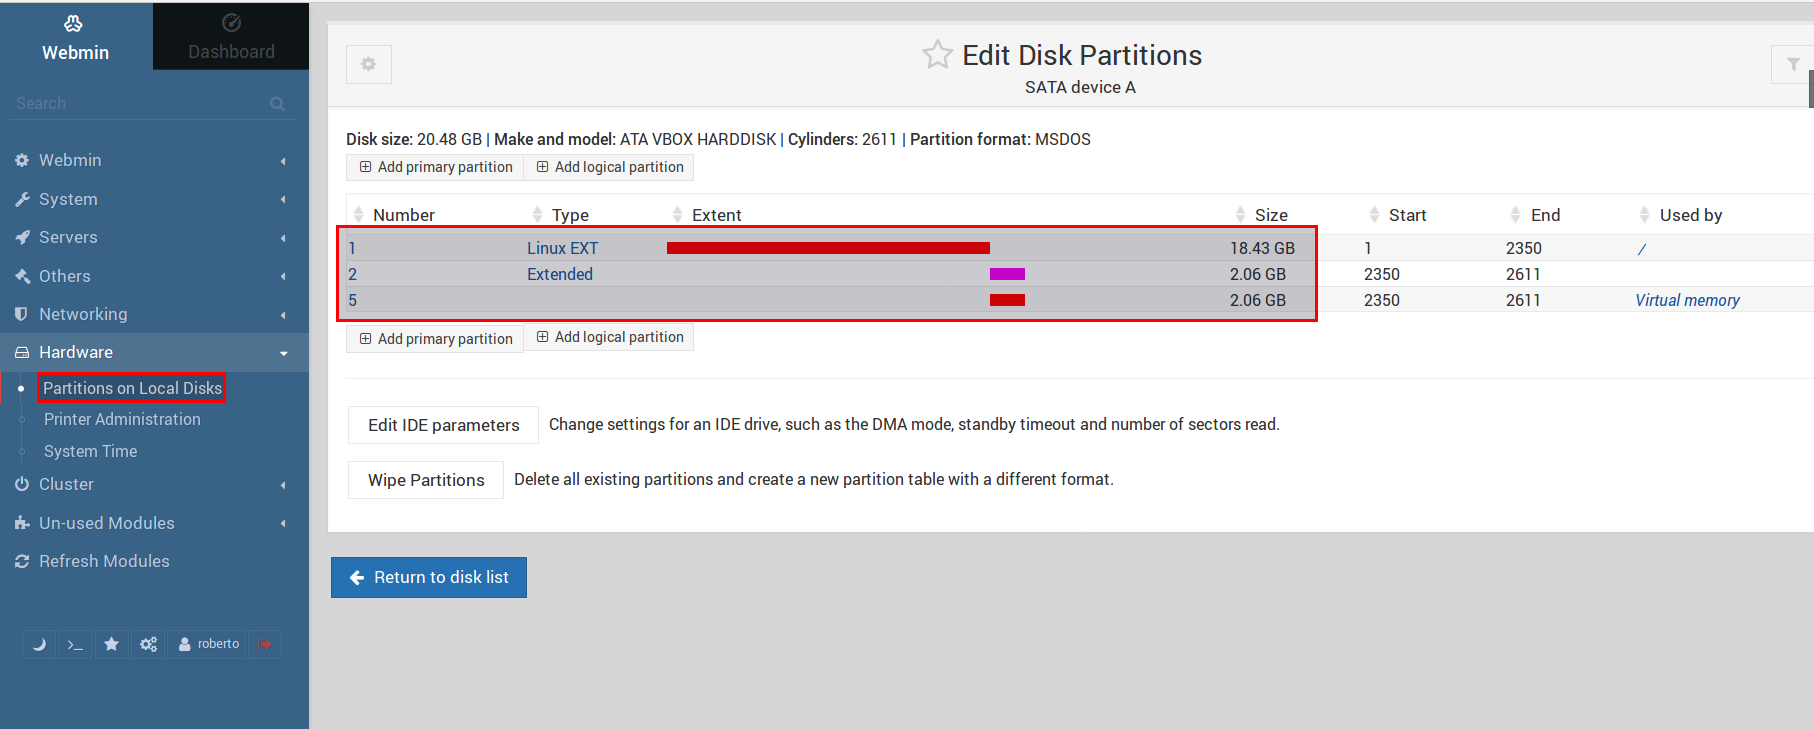 Webmin
Dashboard
Search
Webmin
System
Servers
Others
Networking
Hardware
Partitions on Local Disks
Printer Administration
System Time
Cluster
Un-used Modules
Refresh Modules
roberto
Edit Disk Partitions
SATA device A
Disk size: 20.48 GB | Make and model: ATA VBOX HARDDISK | Cylinders: 2611 | Partition format: MSDOS
Add primary partition Add logical partition
Number Type Extent Size Start End Used by
1 Linux EXT 18.43 GB 1 2350 /
2 Extended 2.06 GB 2350 2611
5 2.06 GB 2350 2611 Virtual memory
Add primary partition Add logical partition
Edit IDE parameters Change settings for an IDE drive, such as the DMA mode, standby timeout and number of sectors read.
Wipe Partitions Delete all existing partitions and create a new partition table with a different format.
Return to disk list